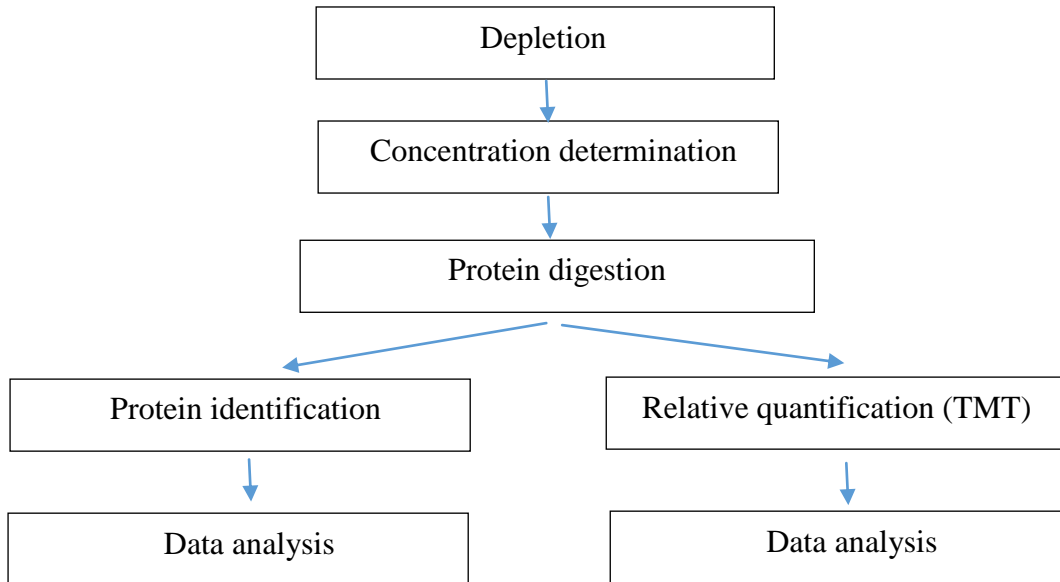 Depletion
Concentration determination
Protein digestion
Protein identification
Relative quantification (TMT)
Data analysis
Data analysis